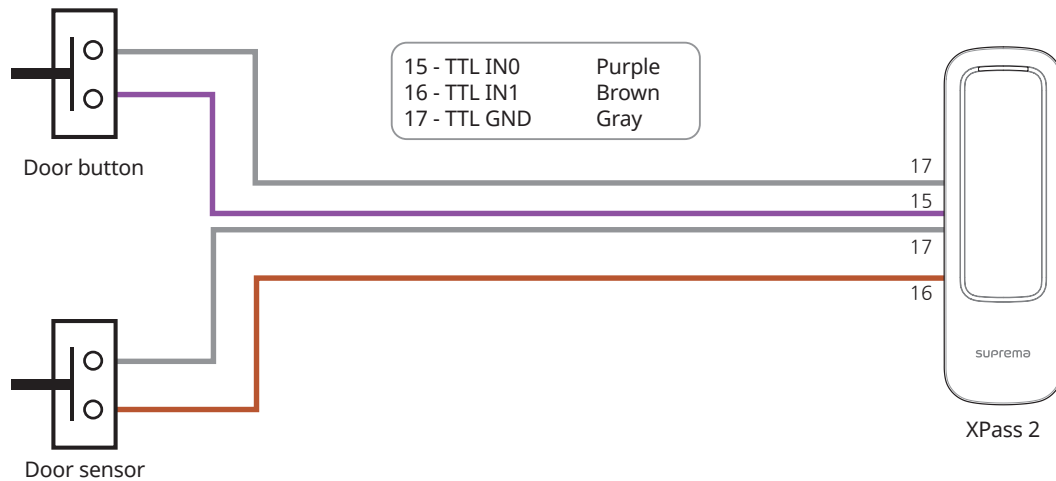 15 - TTL IN0 Purple
16 - TTL IN1 Brown
17 - TTL GND Gray
Door button
17
15
17
16
suprema
XPass 2
Door sensor